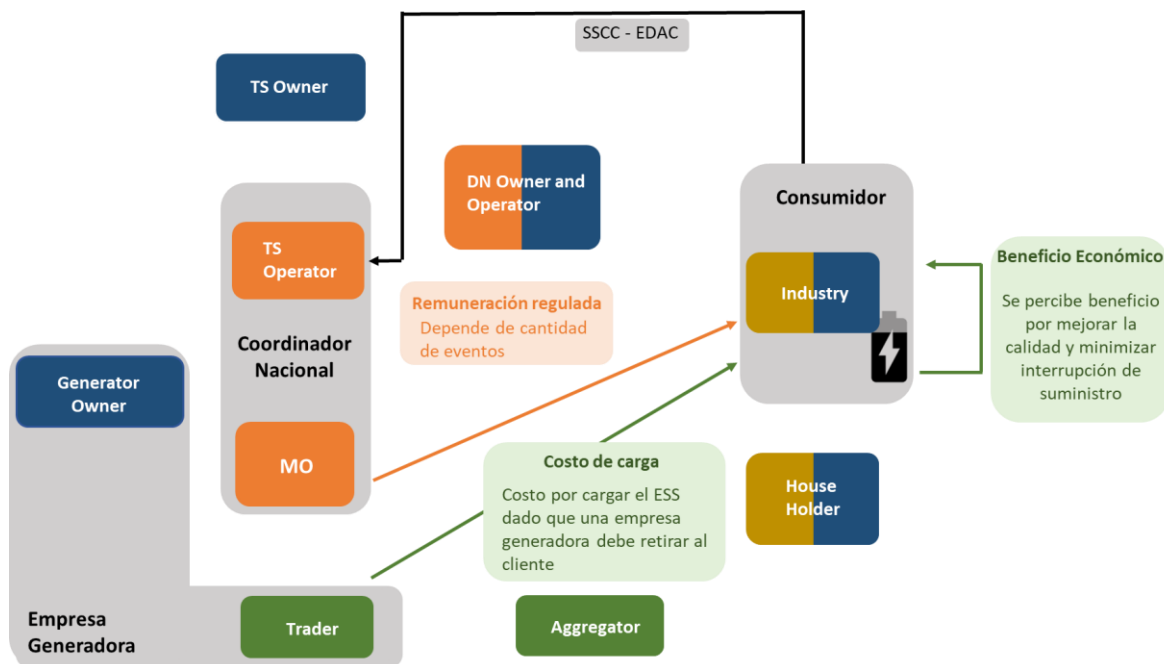 SSCC - EDAC
TS Owner
DN Owner and
Operator
Consumidor
TS
Operator
Industry
Beneficio Económico
Se percibe beneficio
por mejorar la
calidad y minimizar
interrupción de
suministro
Remuneración regulada
Depende de cantidad
de eventos
Coordinador
Nacional
Generator
Owner
MO
Costo de carga
Costo por cargar el ESS
dado que una empresa
generadora debe retirar al
cliente
House
Holder
Empresa
Generadora
Trader
Aggregator